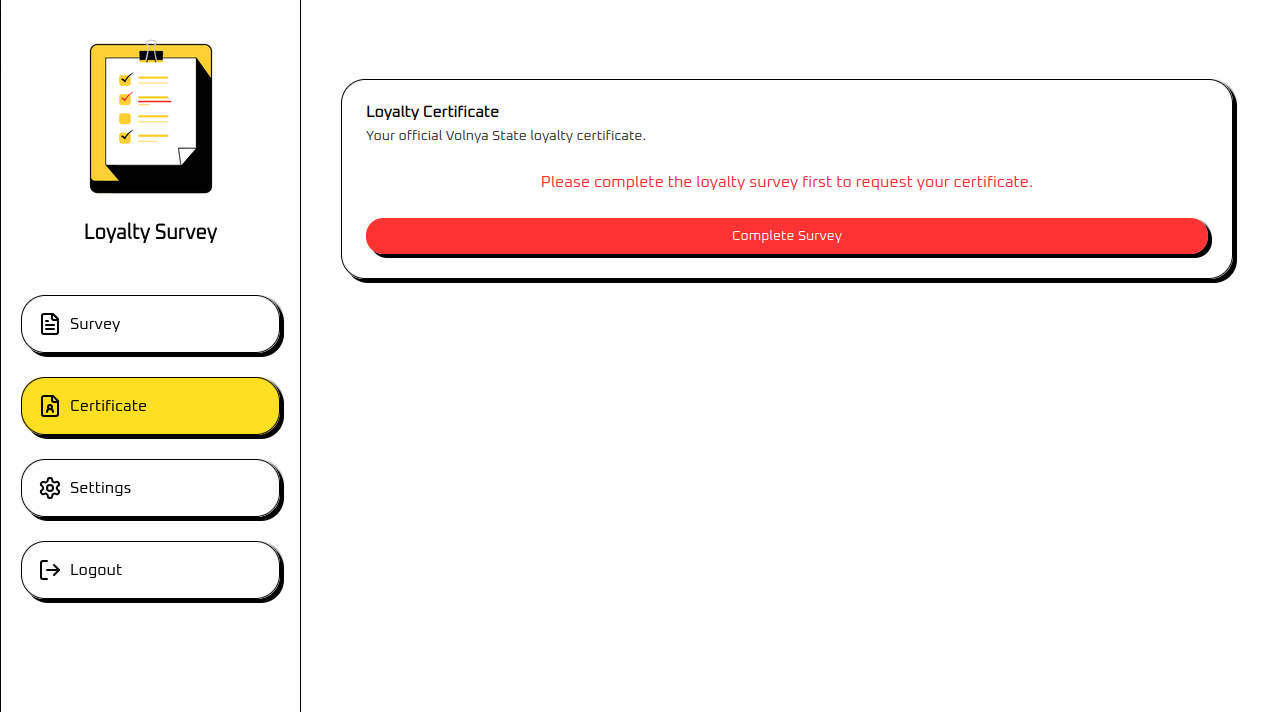 Loyalty Survey
Survey
Certificate
Settings
Logout
Loyalty Certificate
Your official Volnya State loyalty certificate.
Please complete the loyalty survey first to request your certificate.
Complete Survey